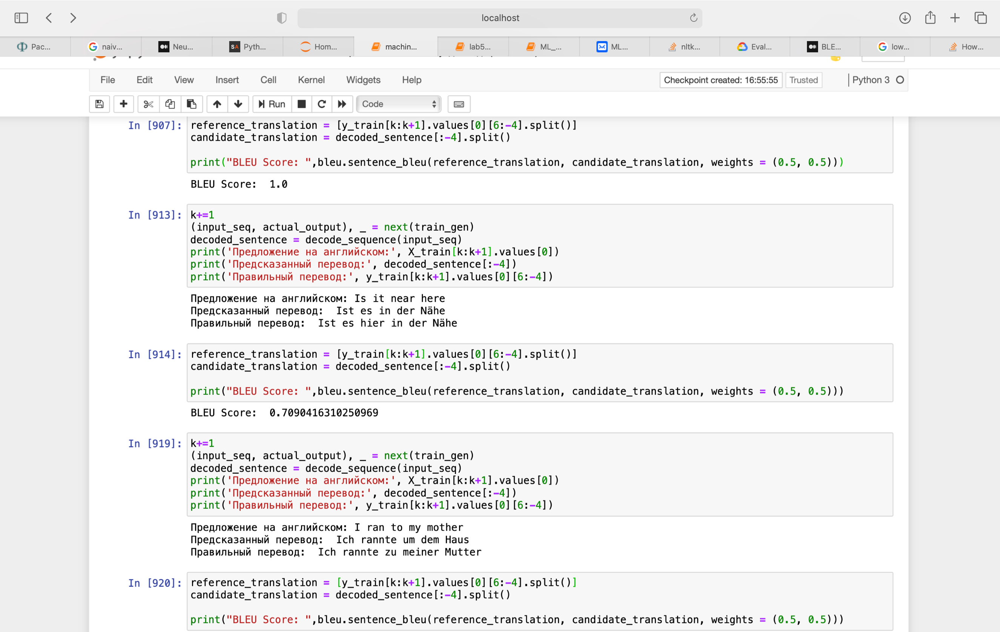 localhost
Pac... naiv... Neu... Pyth... Hom... machin... lab5... ML_... ML... nltk... Eval... BLE... low... How...
File Edit View Insert Cell Kernel Widgets Help Checkpoint created: 16:55:55 Trusted Python 3
Run Code
In [907]: reference_translation = [y_train[k:k+1].values[0][6:-4].split()]
candidate_translation = decoded_sentence[:-4].split()
print("BLEU Score: ",bleu.sentence_bleu(reference_translation, candidate_translation, weights = (0.5, 0.5)))
BLEU Score:  1.0
In [913]: k+=1
(input_seq, actual_output), _ = next(train_gen)
decoded_sentence = decode_sequence(input_seq)
print('Предложение на английском:', X_train[k:k+1].values[0])
print('Предсказанный перевод:', decoded_sentence[:-4])
print('Правильный перевод:', y_train[k:k+1].values[0][6:-4])
Предложение на английском: Is it near here
Предсказанный перевод:  Ist es in der Nähe
Правильный перевод:  Ist es hier in der Nähe
In [914]: reference_translation = [y_train[k:k+1].values[0][6:-4].split()]
candidate_translation = decoded_sentence[:-4].split()
print("BLEU Score: ",bleu.sentence_bleu(reference_translation, candidate_translation, weights = (0.5, 0.5)))
BLEU Score:  0.7090416310250969
In [919]: k+=1
(input_seq, actual_output), _ = next(train_gen)
decoded_sentence = decode_sequence(input_seq)
print('Предложение на английском:', X_train[k:k+1].values[0])
print('Предсказанный перевод:', decoded_sentence[:-4])
print('Правильный перевод:', y_train[k:k+1].values[0][6:-4])
Предложение на английском: I ran to my mother
Предсказанный перевод:  Ich rannte um dem Haus
Правильный перевод:  Ich rannte zu meiner Mutter
In [920]: reference_translation = [y_train[k:k+1].values[0][6:-4].split()]
candidate_translation = decoded_sentence[:-4].split()
print("BLEU Score: ",bleu.sentence_bleu(reference_translation, candidate_translation, weights = (0.5, 0.5)))